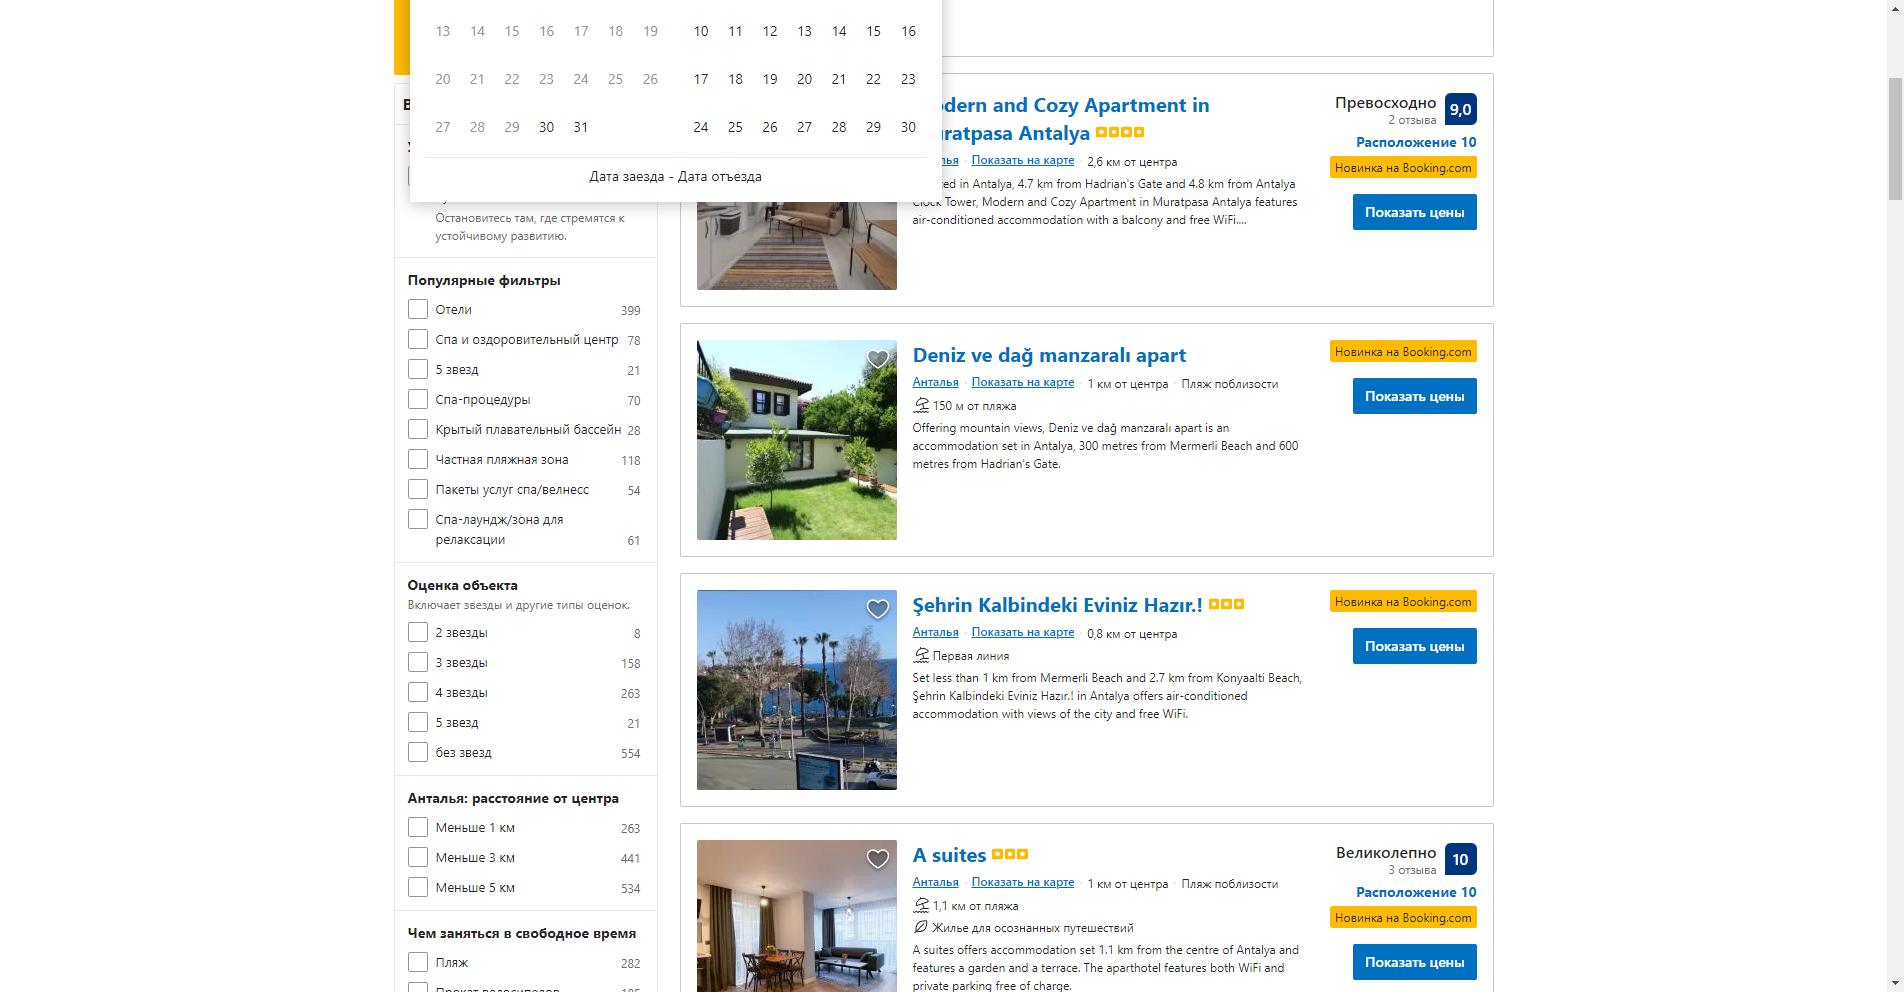 13 14 15 16 17 18 19 10 11 12 13 14 15 16
20 21 22 23 24 25 26 17 18 19 20 21 22 23
27 28 29 30 31 24 25 26 27 28 29 30
Дата заезда - Дата отъезда
Остановитесь там, где стремятся к
устойчивому развитию.
Популярные фильтры
Отели 399
Спа и оздоровительный центр 78
5 звезд 21
Спа-процедуры 70
Крытый плавательный бассейн 28
Частная пляжная зона 118
Пакеты услуг спа/велнесс 54
Спа-лаундж/зона для
релаксации 61
Оценка объекта
Включает звезды и другие типы оценок.
2 звезды 8
3 звезды 158
4 звезды 263
5 звезд 21
без звезд 554
Анталья: расстояние от центра
Меньше 1 км 263
Меньше 3 км 441
Меньше 5 км 534
Чем заняться в свободное время
Пляж 282
dern and Cozy Apartment in
ratpasa Antalya
лья · Показать на карте · 2,6 км от центра
ed in Antalya, 4.7 km from Hadrian's Gate and 4.8 km from Antalya
Clock Tower, Modern and Cozy Apartment in Muratpasa Antalya features
air-conditioned accommodation with a balcony and free WiFi....
Превосходно 9,0
2 отзыва
Расположение 10
Новинка на Booking.com
Показать цены
Deniz ve dağ manzaralı apart
Анталья · Показать на карте · 1 км от центра · Пляж поблизости
150 м от пляжа
Offering mountain views, Deniz ve dağ manzaralı apart is an
accommodation set in Antalya, 300 metres from Mermerli Beach and 600
metres from Hadrian's Gate.
Новинка на Booking.com
Показать цены
Şehrin Kalbindeki Eviniz Hazır.!
Анталья · Показать на карте · 0,8 км от центра
Первая линия
Set less than 1 km from Mermerli Beach and 2.7 km from Konyaalti Beach,
Şehrin Kalbindeki Eviniz Hazır.! in Antalya offers air-conditioned
accommodation with views of the city and free WiFi.
Новинка на Booking.com
Показать цены
A suites
Анталья · Показать на карте · 1 км от центра · Пляж поблизости
1,1 км от пляжа
Жилье для осознанных путешествий
A suites offers accommodation set 1.1 km from the centre of Antalya and
features a garden and a terrace. The aparthotel features both WiFi and
private parking free of charge.
Великолепно 10
3 отзыва
Расположение 10
Новинка на Booking.com
Показать цены